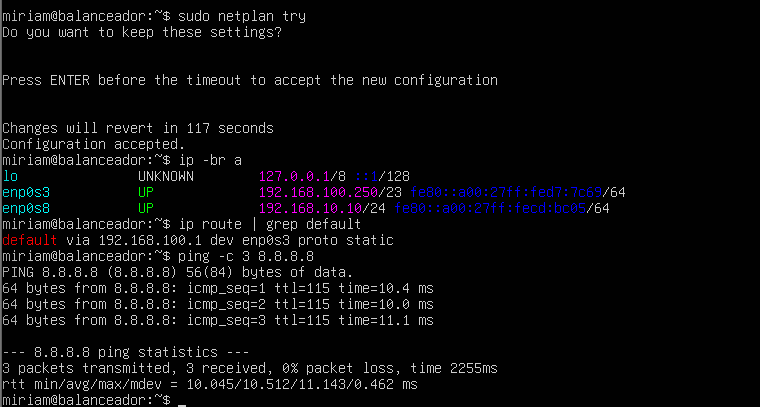 miriam@balanceador:~$ sudo netplan try
Do you want to keep these settings?
Press ENTER before the timeout to accept the new configuration
Changes will revert in 117 seconds
Configuration accepted.
miriam@balanceador:~$ ip -br a
lo UNKNOWN 127.0.0.1/8 ::1/128
enp0s3 UP 192.168.100.250/23 fe80::a00:27ff:fed7:7c69/64
enp0s8 UP 192.168.10.10/24 fe80::a00:27ff:fecd:bc05/64
miriam@balanceador:~$ ip route | grep default
default via 192.168.100.1 dev enp0s3 proto static
miriam@balanceador:~$ ping -c 3 8.8.8.8
PING 8.8.8.8 (8.8.8.8) 56(84) bytes of data.
64 bytes from 8.8.8.8: icmp_seq=1 ttl=115 time=10.4 ms
64 bytes from 8.8.8.8: icmp_seq=2 ttl=115 time=10.0 ms
64 bytes from 8.8.8.8: icmp_seq=3 ttl=115 time=11.1 ms
--- 8.8.8.8 ping statistics ---
3 packets transmitted, 3 received, 0% packet loss, time 2255ms
rtt min/avg/max/mdev = 10.045/10.512/11.143/0.462 ms
miriam@balanceador:~$ _